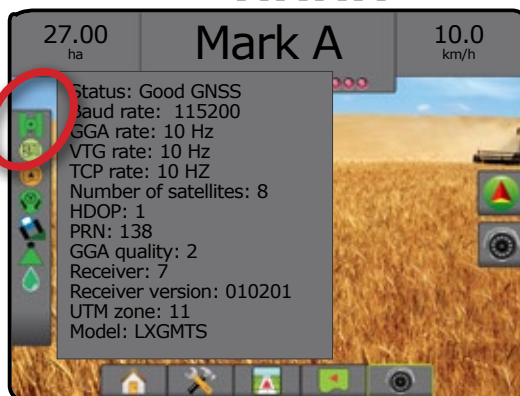 27.00
ha
Mark A
10.0
km/h
Status: Good GNSS
Baud rate: 115200
GGA rate: 10 Hz
VTG rate: 10 Hz
TCP rate: 10 HZ
Number of satellites: 8
HDOP: 1
PRN: 138
GGA quality: 2
Receiver: 7
Receiver version: 010201
UTM zone: 11
Model: LXGMTS